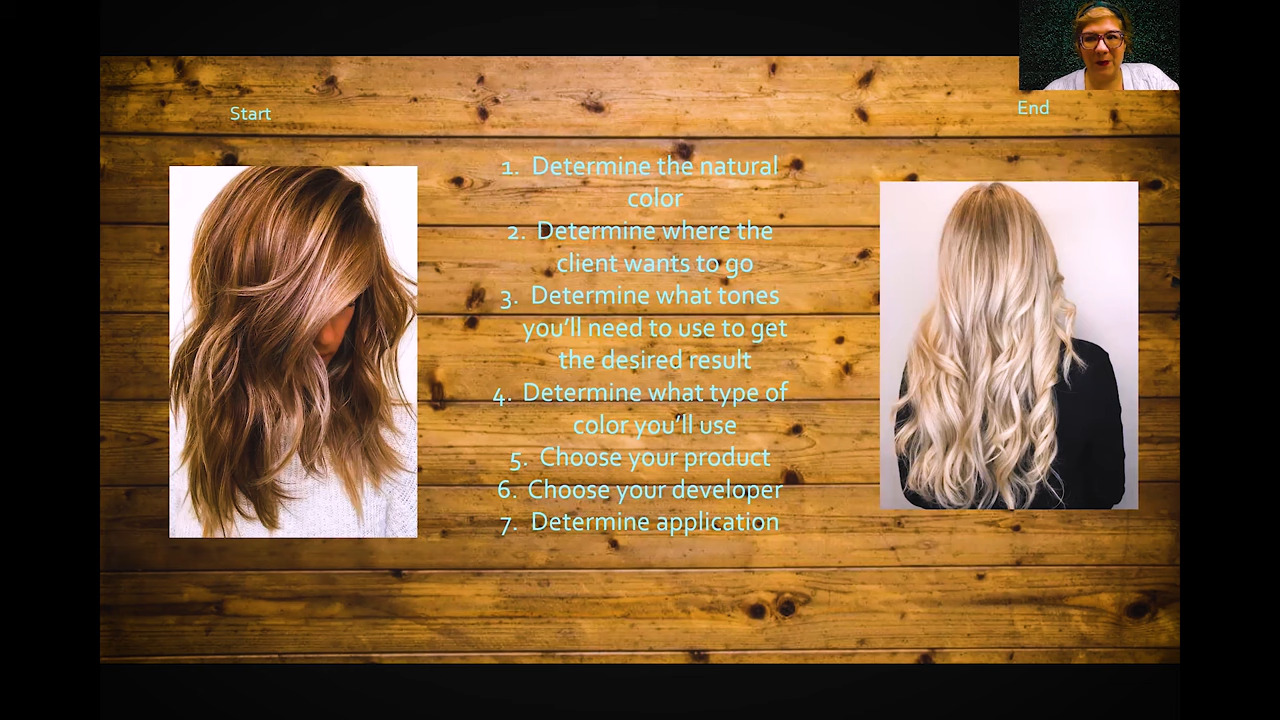 Start
End
1. Determine the natural
color
2. Determine where the
client wants to go
3. Determine what tones
you'll need to use to get
the desired result
4. Determine what type of
color you'll use
5. Choose your product
6. Choose your developer
7. Determine application